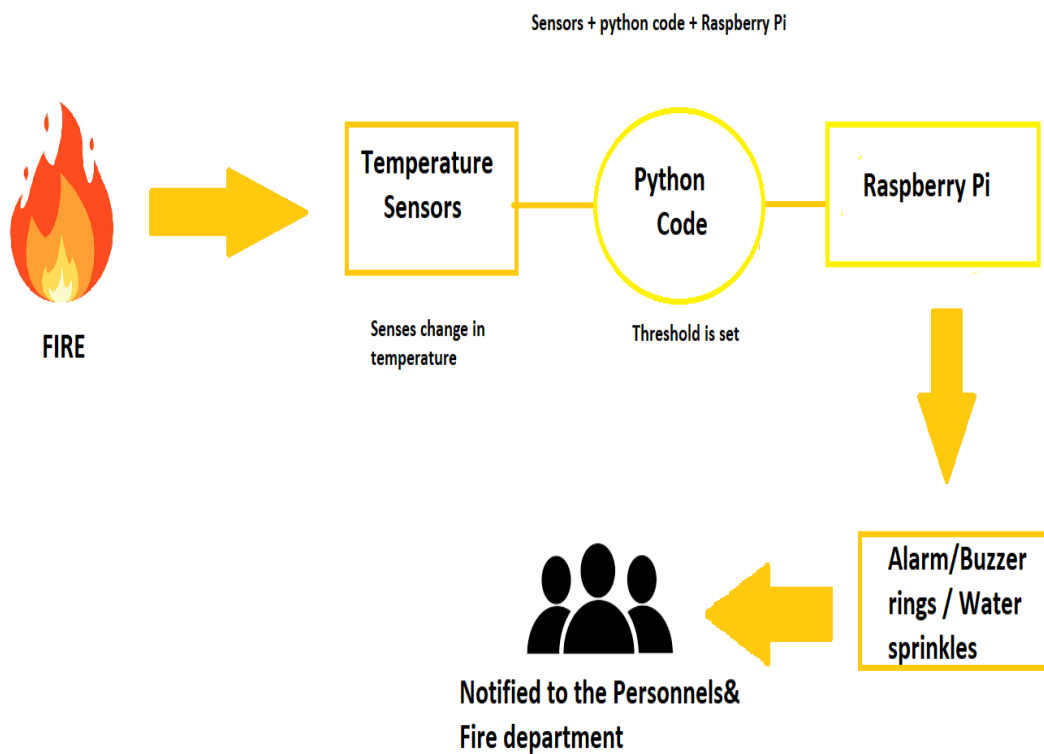 Sensors + python code + Raspberry Pi
Temperature
Sensors
Python
Code
Raspberry Pi
FIRE
Senses change in
temperature
Threshold is set
Alarm/Buzzer
rings / Water
sprinkles
Notified to the Personnels&
Fire department